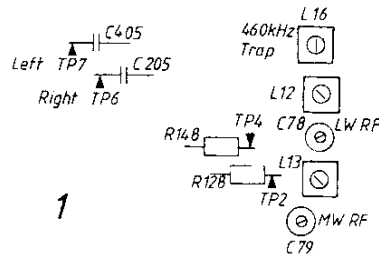 L16
C405
460kHz
Trap
Left TP7
C205
Right TP6
L12
C78 LW RF
TP4
R148
L13
R128
TP2
1
MW RF
C79